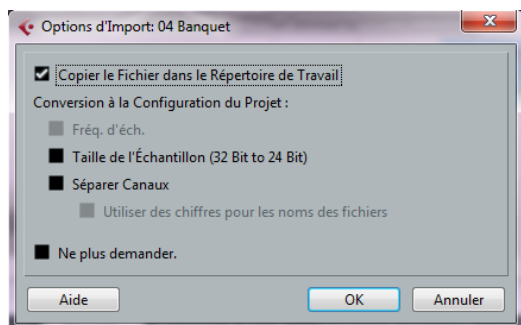 Options d'Import: 04 Banquet
Copier le Fichier dans le Répertoire de Travail
Conversion à la Configuration du Projet :
Fréq. d'éch.
Taille de l'Échantillon (32 Bit to 24 Bit)
Séparer Canaux
Utiliser des chiffres pour les noms des fichiers
Ne plus demander.
Aide OK Annuler